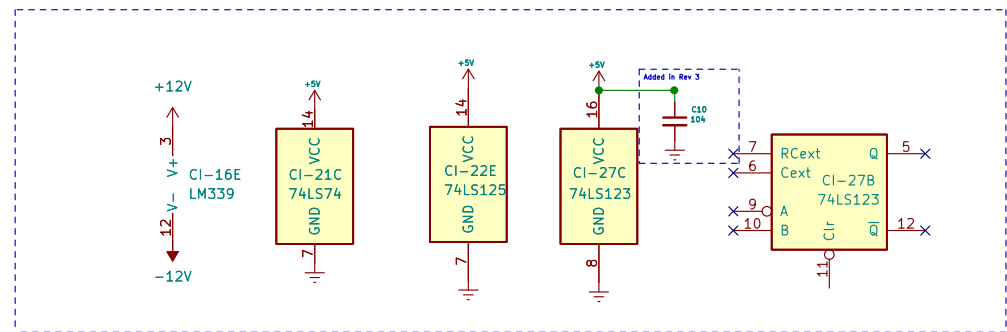 +12V
3
V+
V-
12
-12V
CI-16E
LM339
+5V
14
VCC
CI-21C
74LS74
GND
7
+5V
14
VCC
CI-22E
74LS125
GND
7
+5V
16
VCC
CI-27C
74LS123
GND
8
Added in Rev 3
C10
104
7 RCext Q 5
6 Cext
CI-27B
74LS123
9 A
10 B Q 12
Clr
11